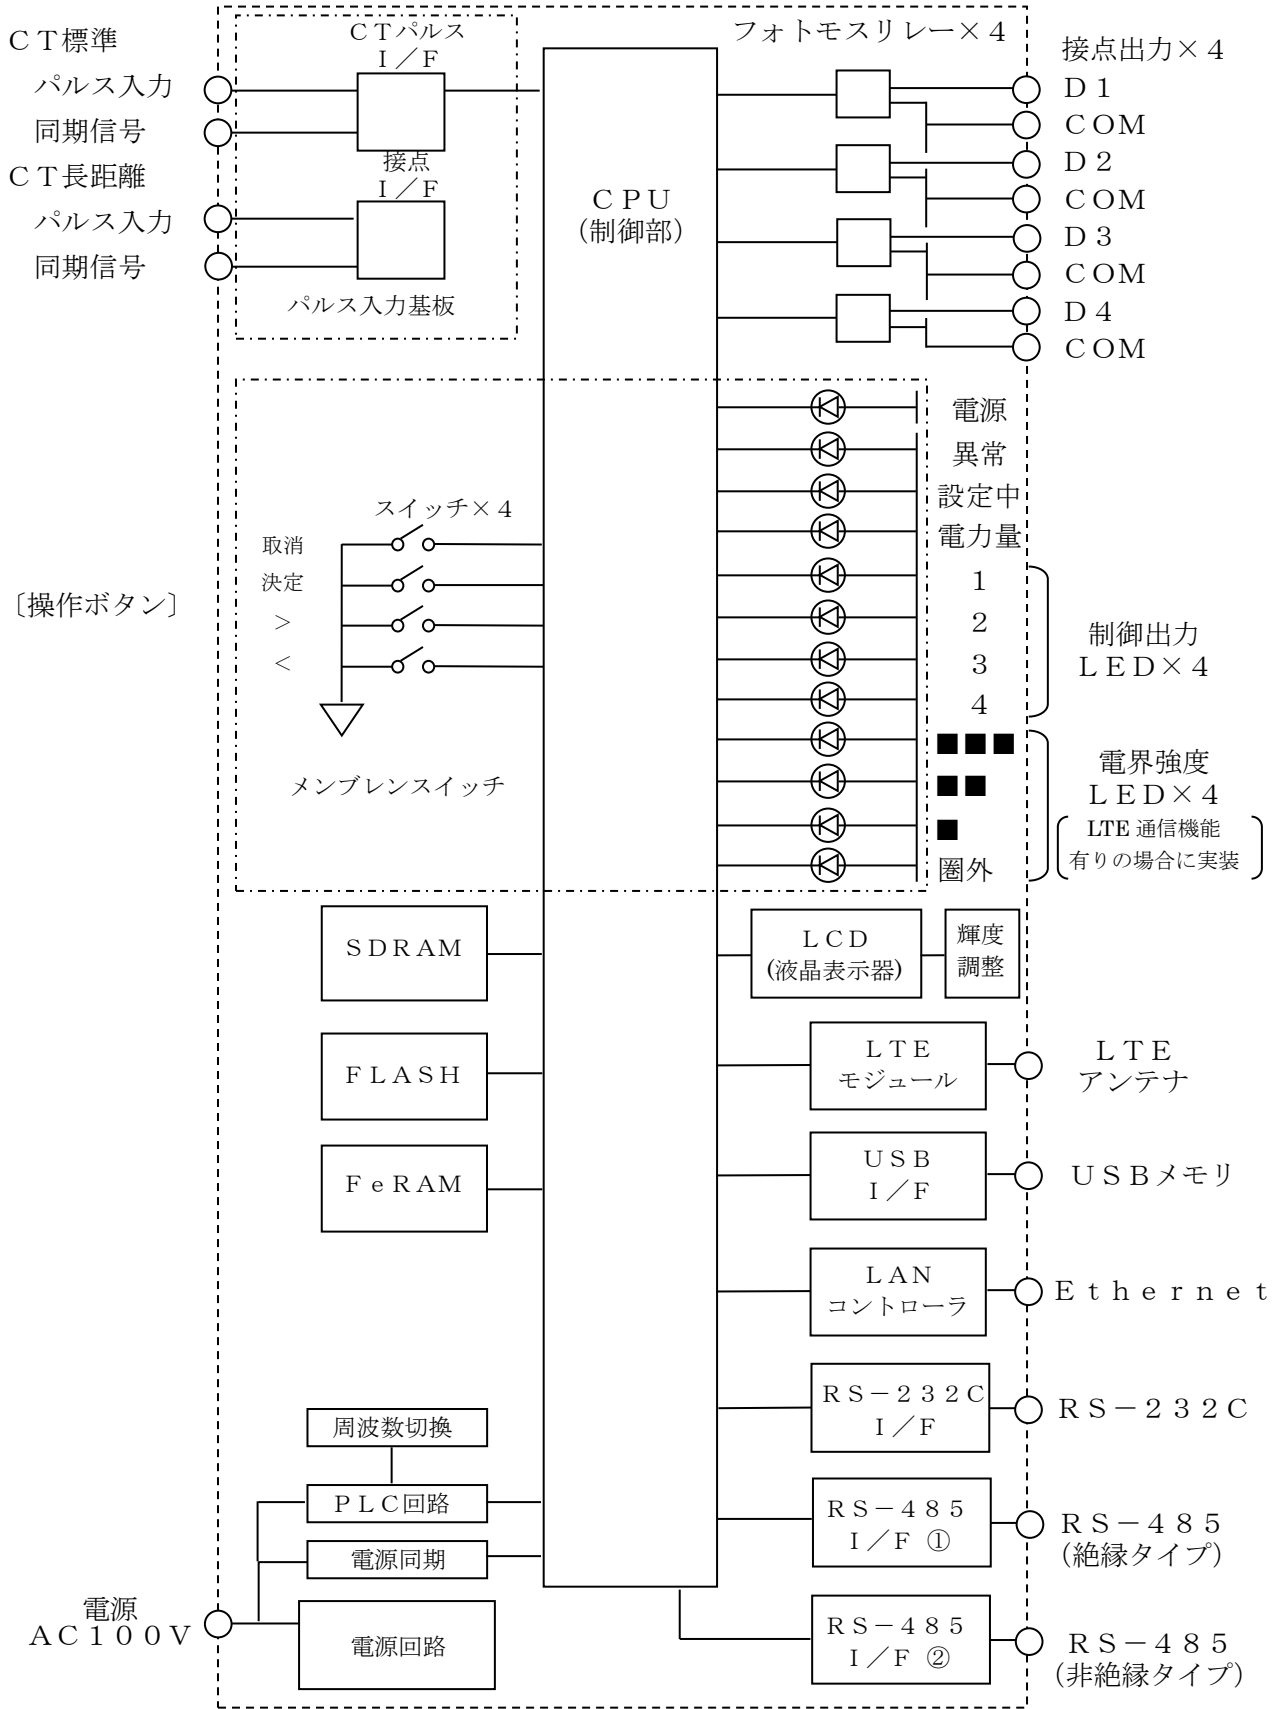 ＣＴ標準
パルス入力
同期信号
ＣＴ長距離
パルス入力
同期信号
ＣＴパルス
Ｉ／Ｆ
接点
Ｉ／Ｆ
パルス入力基板
ＣＰＵ
（制御部）
フォトモスリレー×４
接点出力×４
Ｄ１
ＣＯＭ
Ｄ２
ＣＯＭ
Ｄ３
ＣＯＭ
Ｄ４
ＣＯＭ
〔操作ボタン〕
スイッチ×４
取消
決定
＞
＜
メンブレンスイッチ
電源
異常
設定中
電力量
１
２
３
４
■■■
■■
■
圏外
制御出力
ＬＥＤ×４
電界強度
ＬＥＤ×４
LTE 通信機能
有りの場合に実装
ＳＤＲＡＭ
ＦＬＡＳＨ
ＦｅＲＡＭ
ＬＣＤ
(液晶表示器)
輝度
調整
ＬＴＥ
モジュール
ＬＴＥ
アンテナ
ＵＳＢ
Ｉ／Ｆ
ＵＳＢメモリ
ＬＡＮ
コントローラ
Ｅｔｈｅｒｎｅｔ
ＲＳ－２３２Ｃ
Ｉ／Ｆ
ＲＳ－２３２Ｃ
ＲＳ－４８５
Ｉ／Ｆ ①
ＲＳ－４８５
（絶縁タイプ）
ＲＳ－４８５
Ｉ／Ｆ ②
ＲＳ－４８５
（非絶縁タイプ）
周波数切換
ＰＬＣ回路
電源同期
電源回路
電源
ＡＣ１００Ｖ